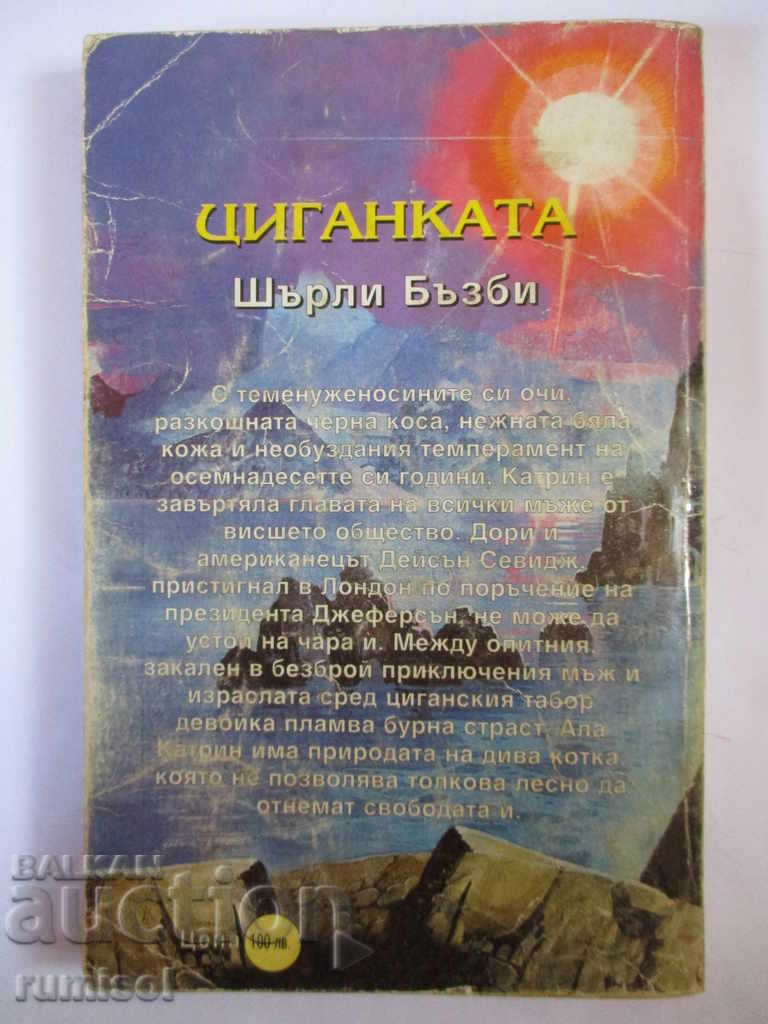 ЦИГАНКАТА
Шърли Бъзби
С теменуженосините си очи,
разкошната черна коса, нежната бяла
кожа и необуздания темперамент на
осемнадесетте си години, Катрин е
завъртяла главата на всички мъже от
висшето общество. Дори и
американецът Дейсън Севидж,
пристигнал в Лондон по поръчение на
президента Джеферсън, не може да
устои на чара и. Между опитния,
закален в безброй приключения мъж и
израслата сред циганския табор
девойка пламва бурна страст. Ала
Катрин има природата на дива котка,
която не позволява толкова лесно да
отнемат свободата и.
BALKAN
auction
100 лв.
rumisol